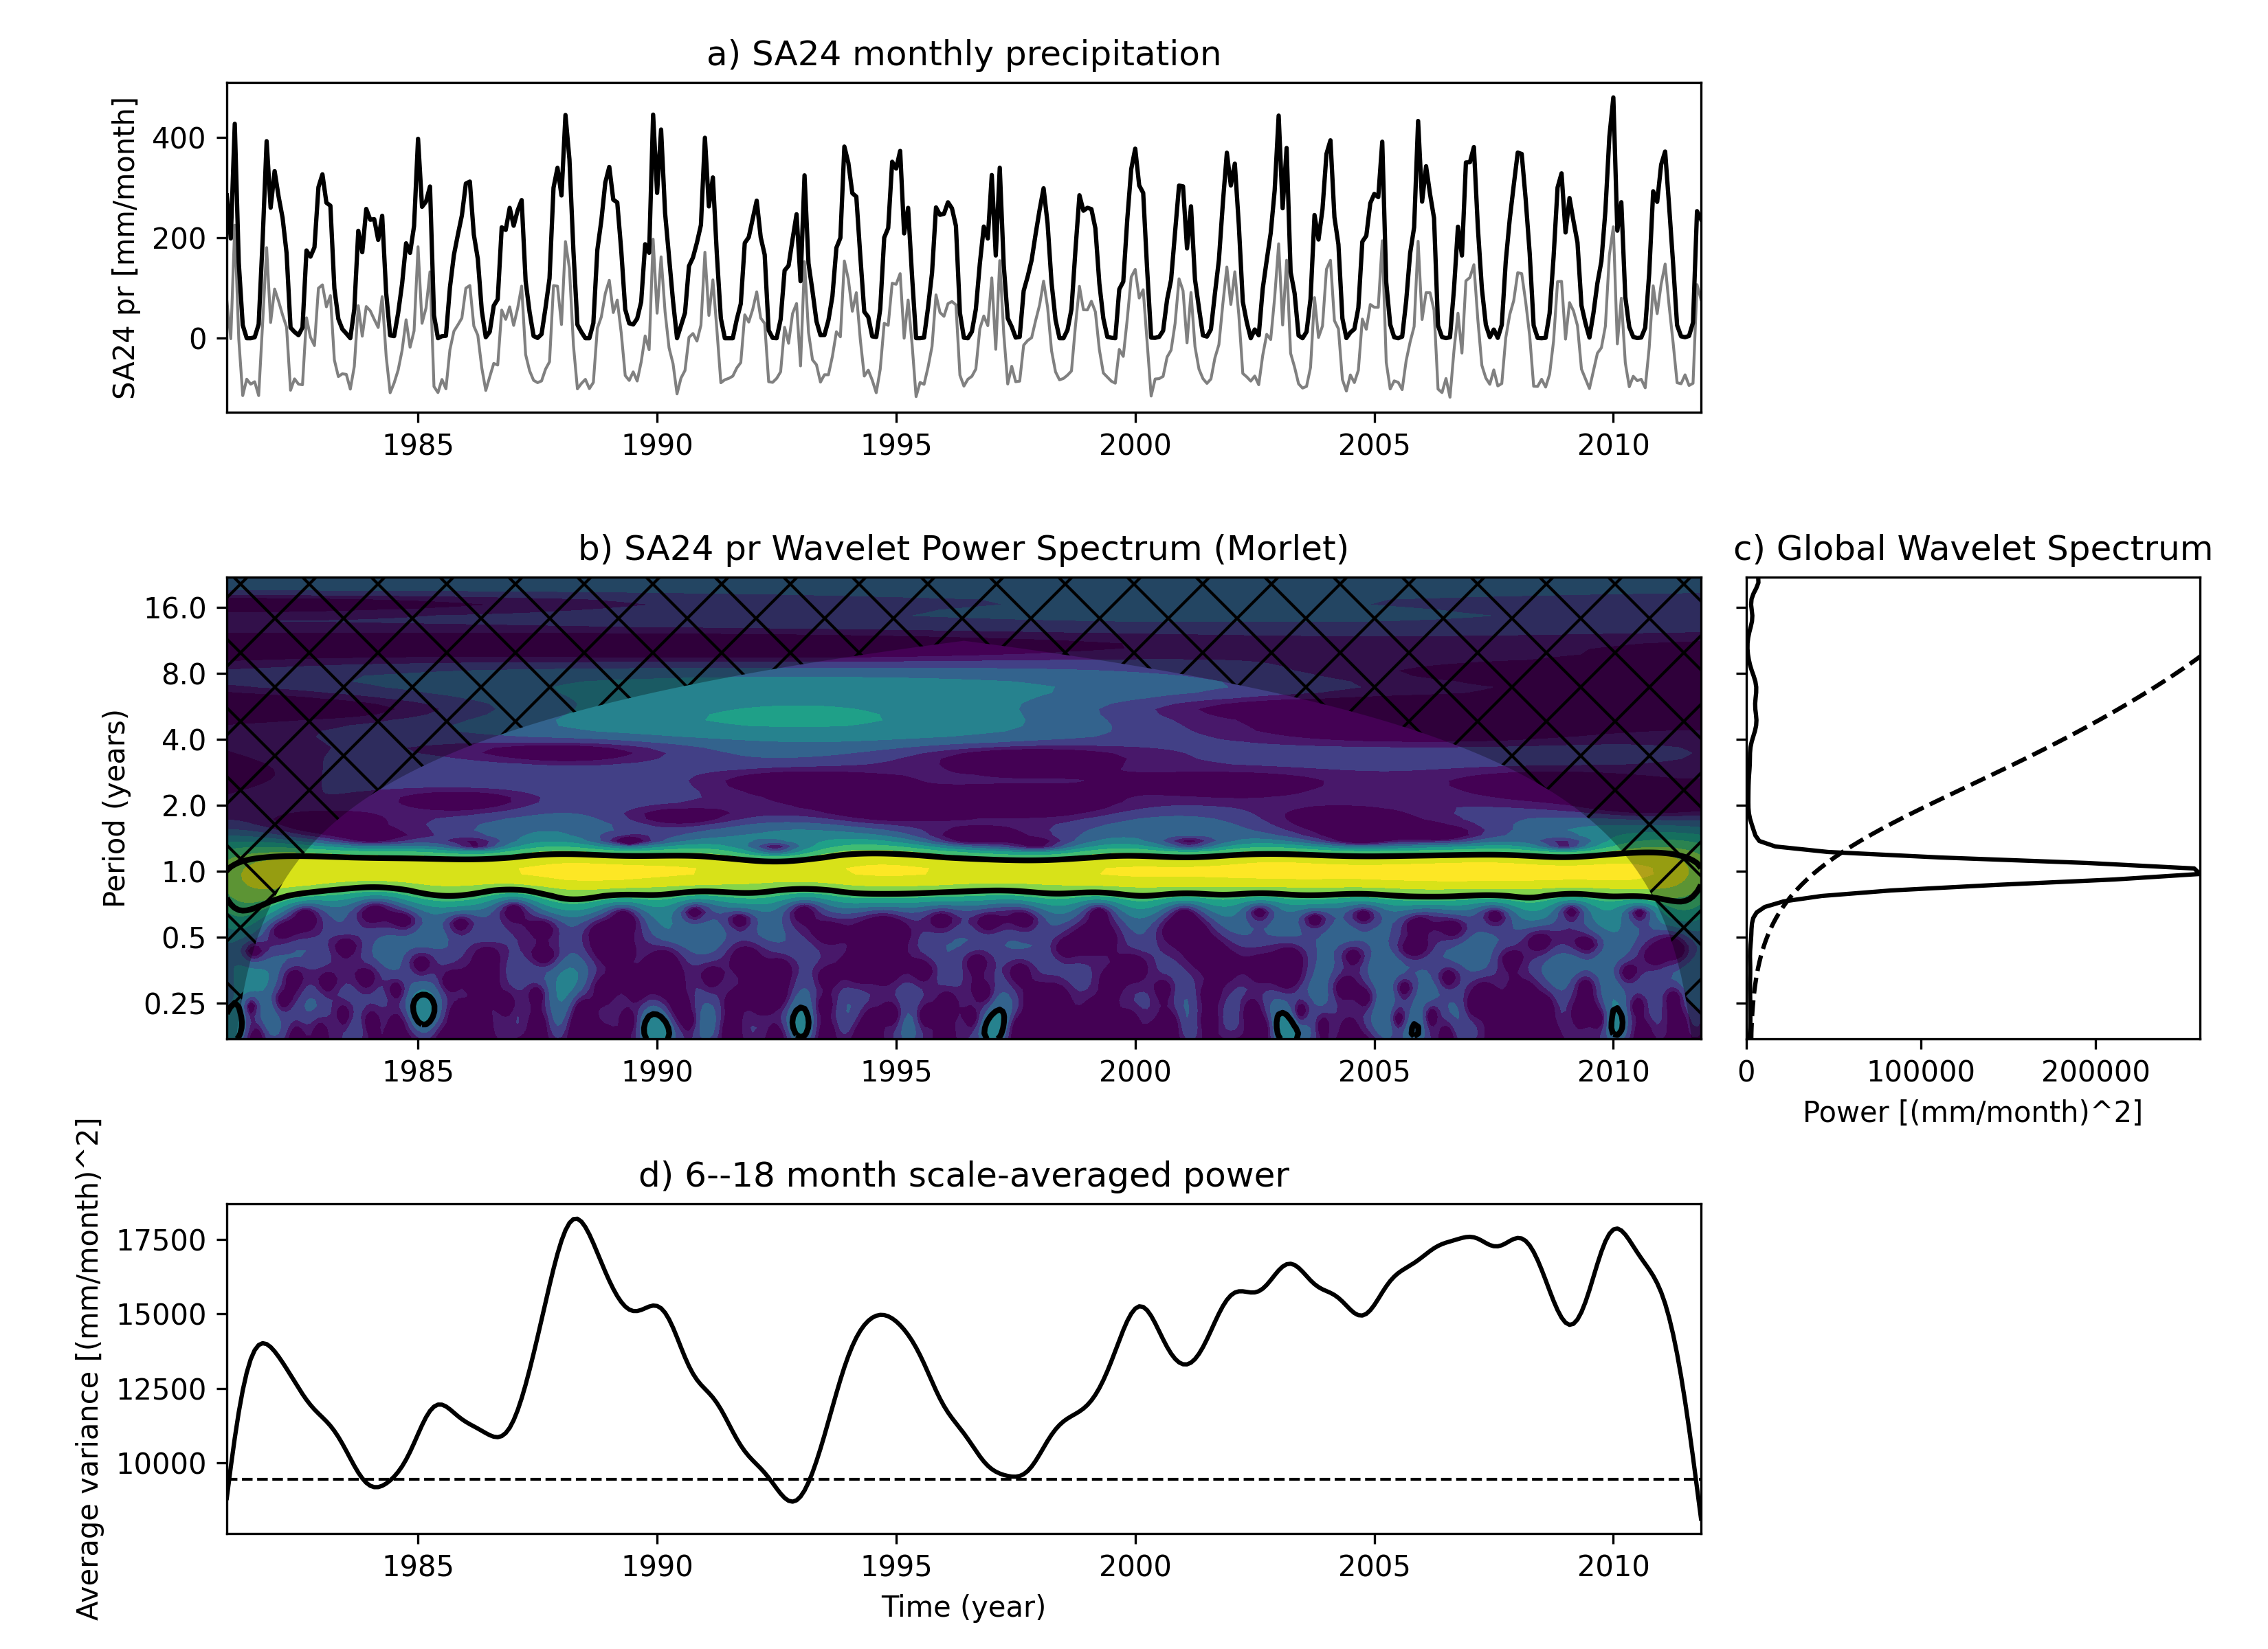 a) SA24 monthly precipitation
SA24 pr [mm/month]
400
200
0
1985 1990 1995 2000 2005 2010
b) SA24 pr Wavelet Power Spectrum (Morlet)
Period (years)
16.0
8.0
4.0
2.0
1.0
0.5
0.25
1985 1990 1995 2000 2005 2010
c) Global Wavelet Spectrum
0 100000 200000
Power [(mm/month)^2]
d) 6--18 month scale-averaged power
Average variance [(mm/month)^2]
17500
15000
12500
10000
1985 1990 1995 2000 2005 2010
Time (year)